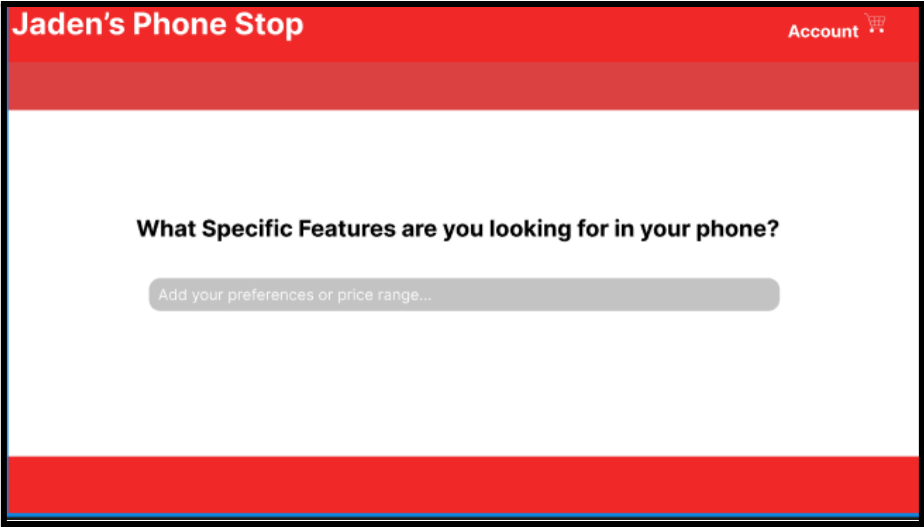 Jaden’s Phone Stop
Account
What Specific Features are you looking for in your phone?
Add your preferences or price range...